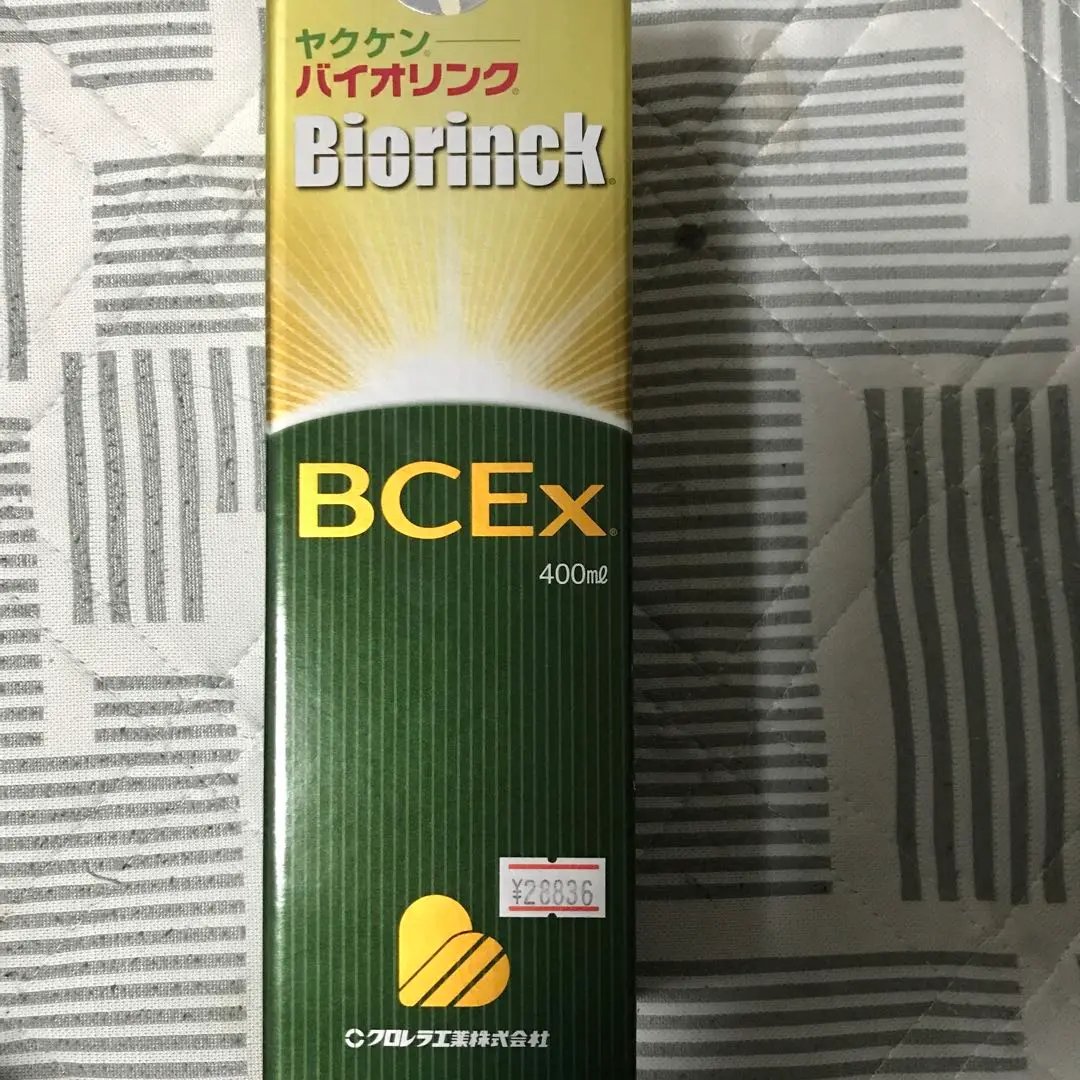 ヤクケン®
バイオリンク®
Biorinck®
BCEx®
400㎖
¥28836
クロレラ工業株式会社